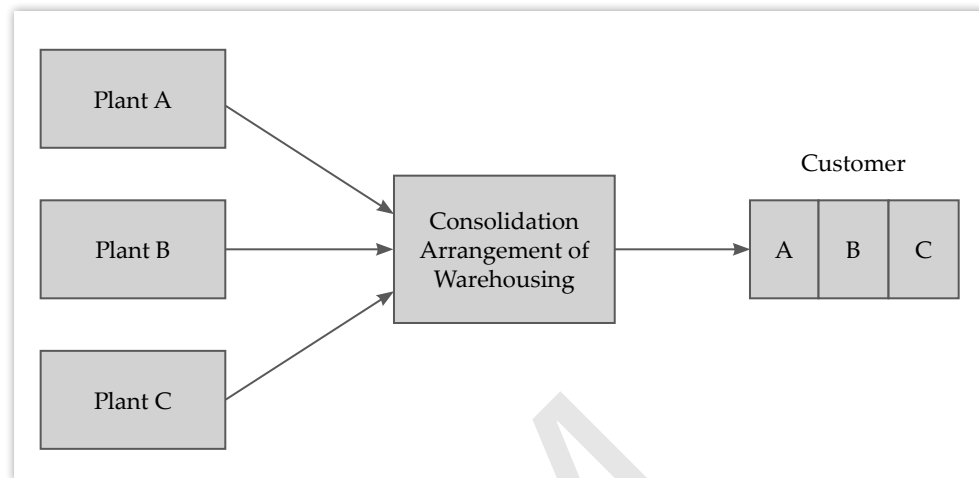 Plant A
Plant B
Plant C
Consolidation
Arrangement of
Warehousing
Customer
A B C